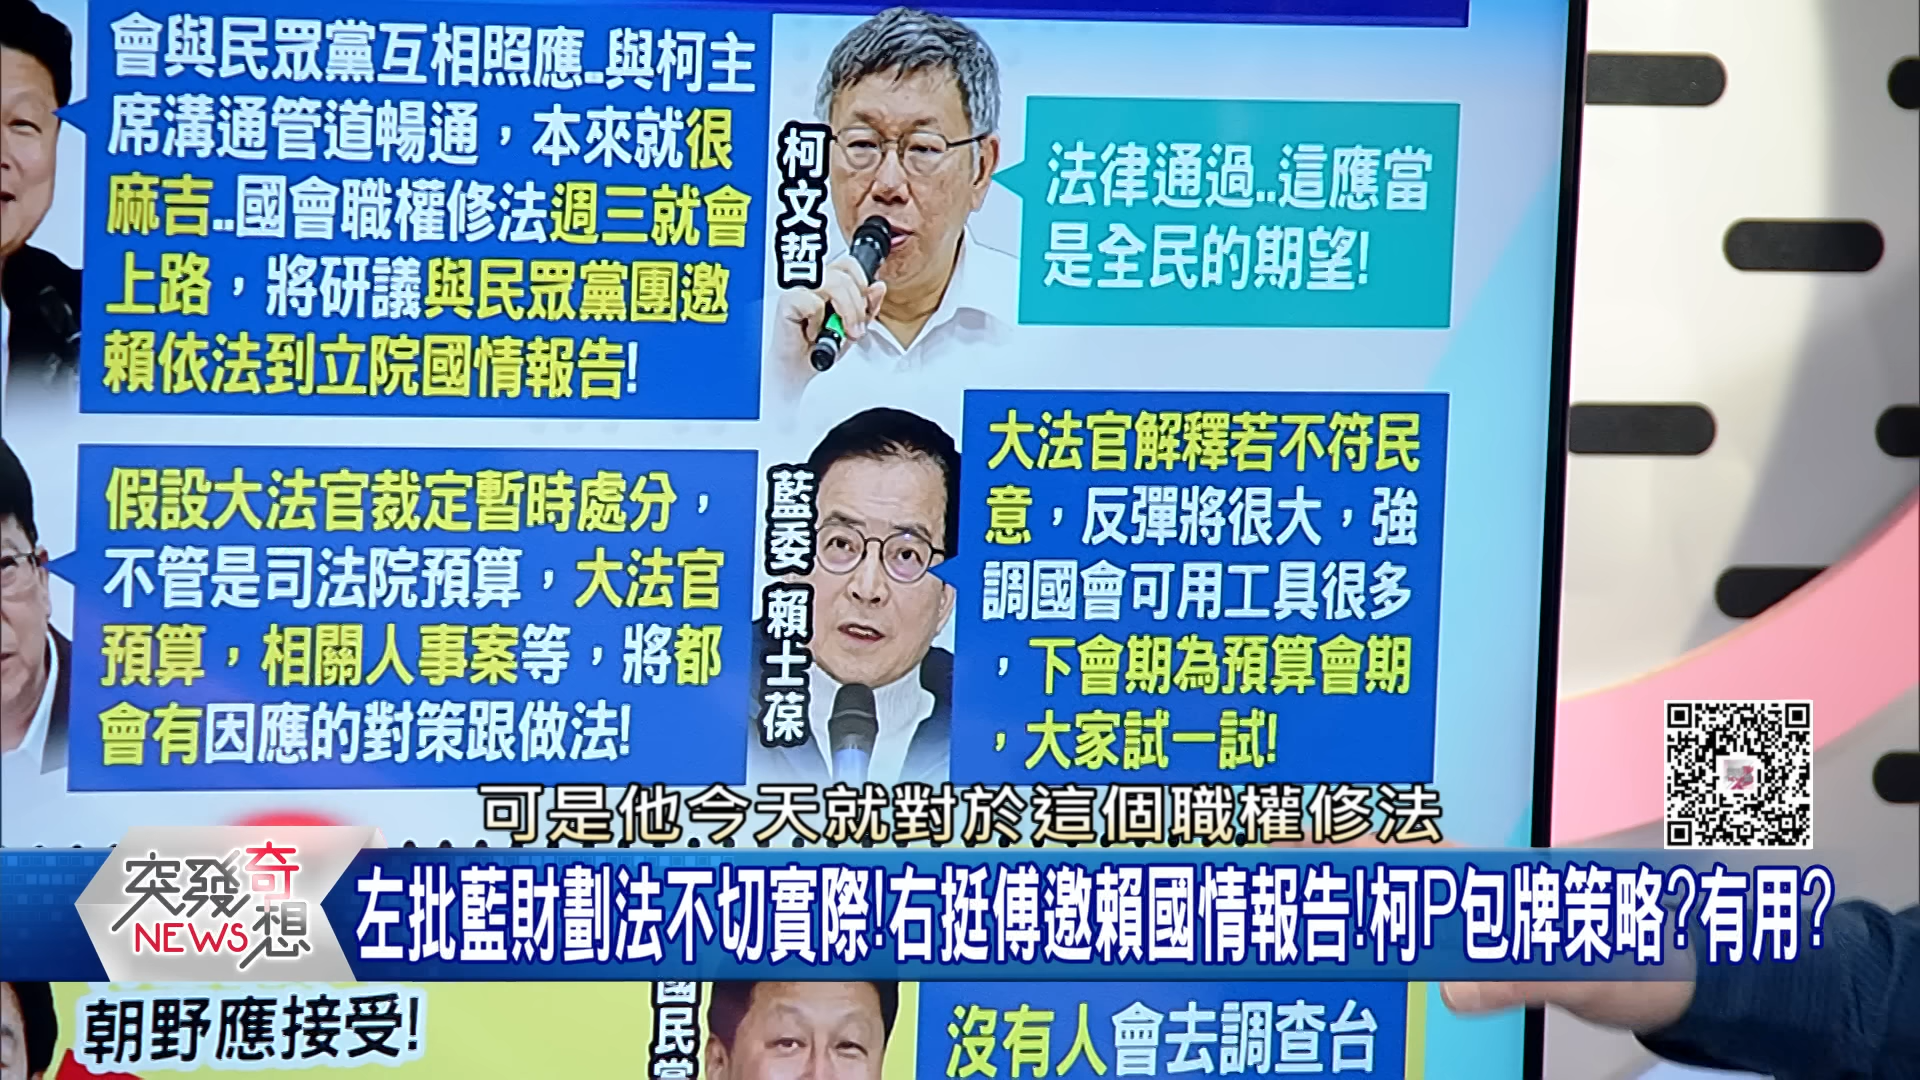 會與民眾黨互相照應..與柯主
席溝通管道暢通，本來就很
麻吉..國會職權修法週三就會
上路，將研議與民眾黨團邀
賴依法到立院國情報告!
柯文哲
法律通過..這應當
是全民的期望!
假設大法官裁定暫時處分，
不管是司法院預算，大法官
預算，相關人事案等，將都
會有因應的對策跟做法!
藍委 賴士葆
大法官解釋若不符民
意，反彈將很大，強
調國會可用工具很多
，下會期為預算會期
，大家試一試!
可是他今天就對於這個職權修法
突發奇想
NEWS
左批藍財劃法不切實際!右挺傅邀賴國情報告!柯P包牌策略?有用?
朝野應接受!
國民黨
沒有人會去調查台